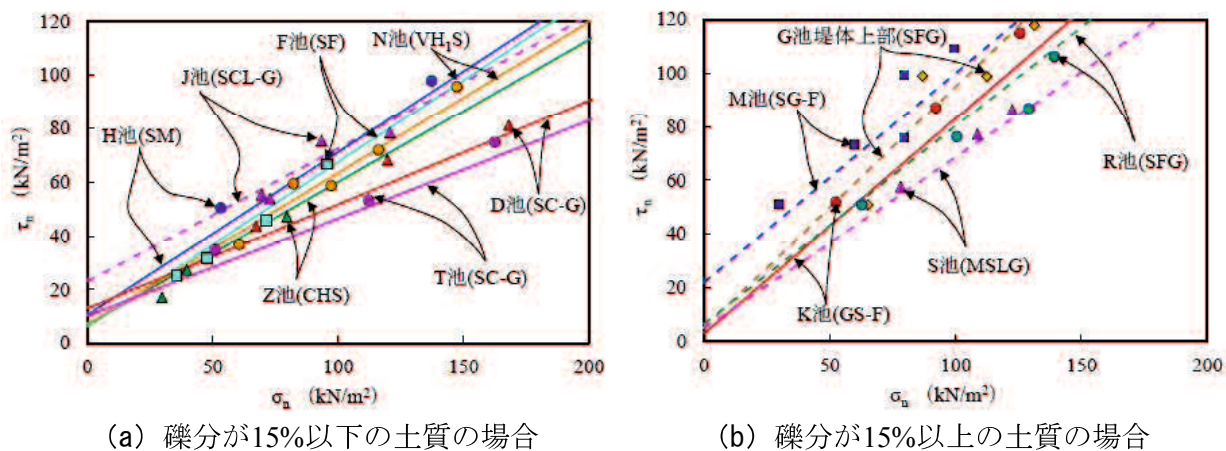 120
100
80
60
40
20
0
τn (kN/m²)
0
50
100
150
200
σn (kN/m²)
F池(SF)
N池(VH1S)
J池(SCL-G)
H池(SM)
D池(SC-G)
T池(SC-G)
Z池(CHS)
(a) 礫分が15%以下の土質の場合
120
100
80
60
40
20
0
τn (kN/m²)
0
50
100
150
200
σn (kN/m²)
G池堤体上部(SFG)
M池(SG-F)
R池(SFG)
S池(MSLG)
K池(GS-F)
(b) 礫分が15%以上の土質の場合